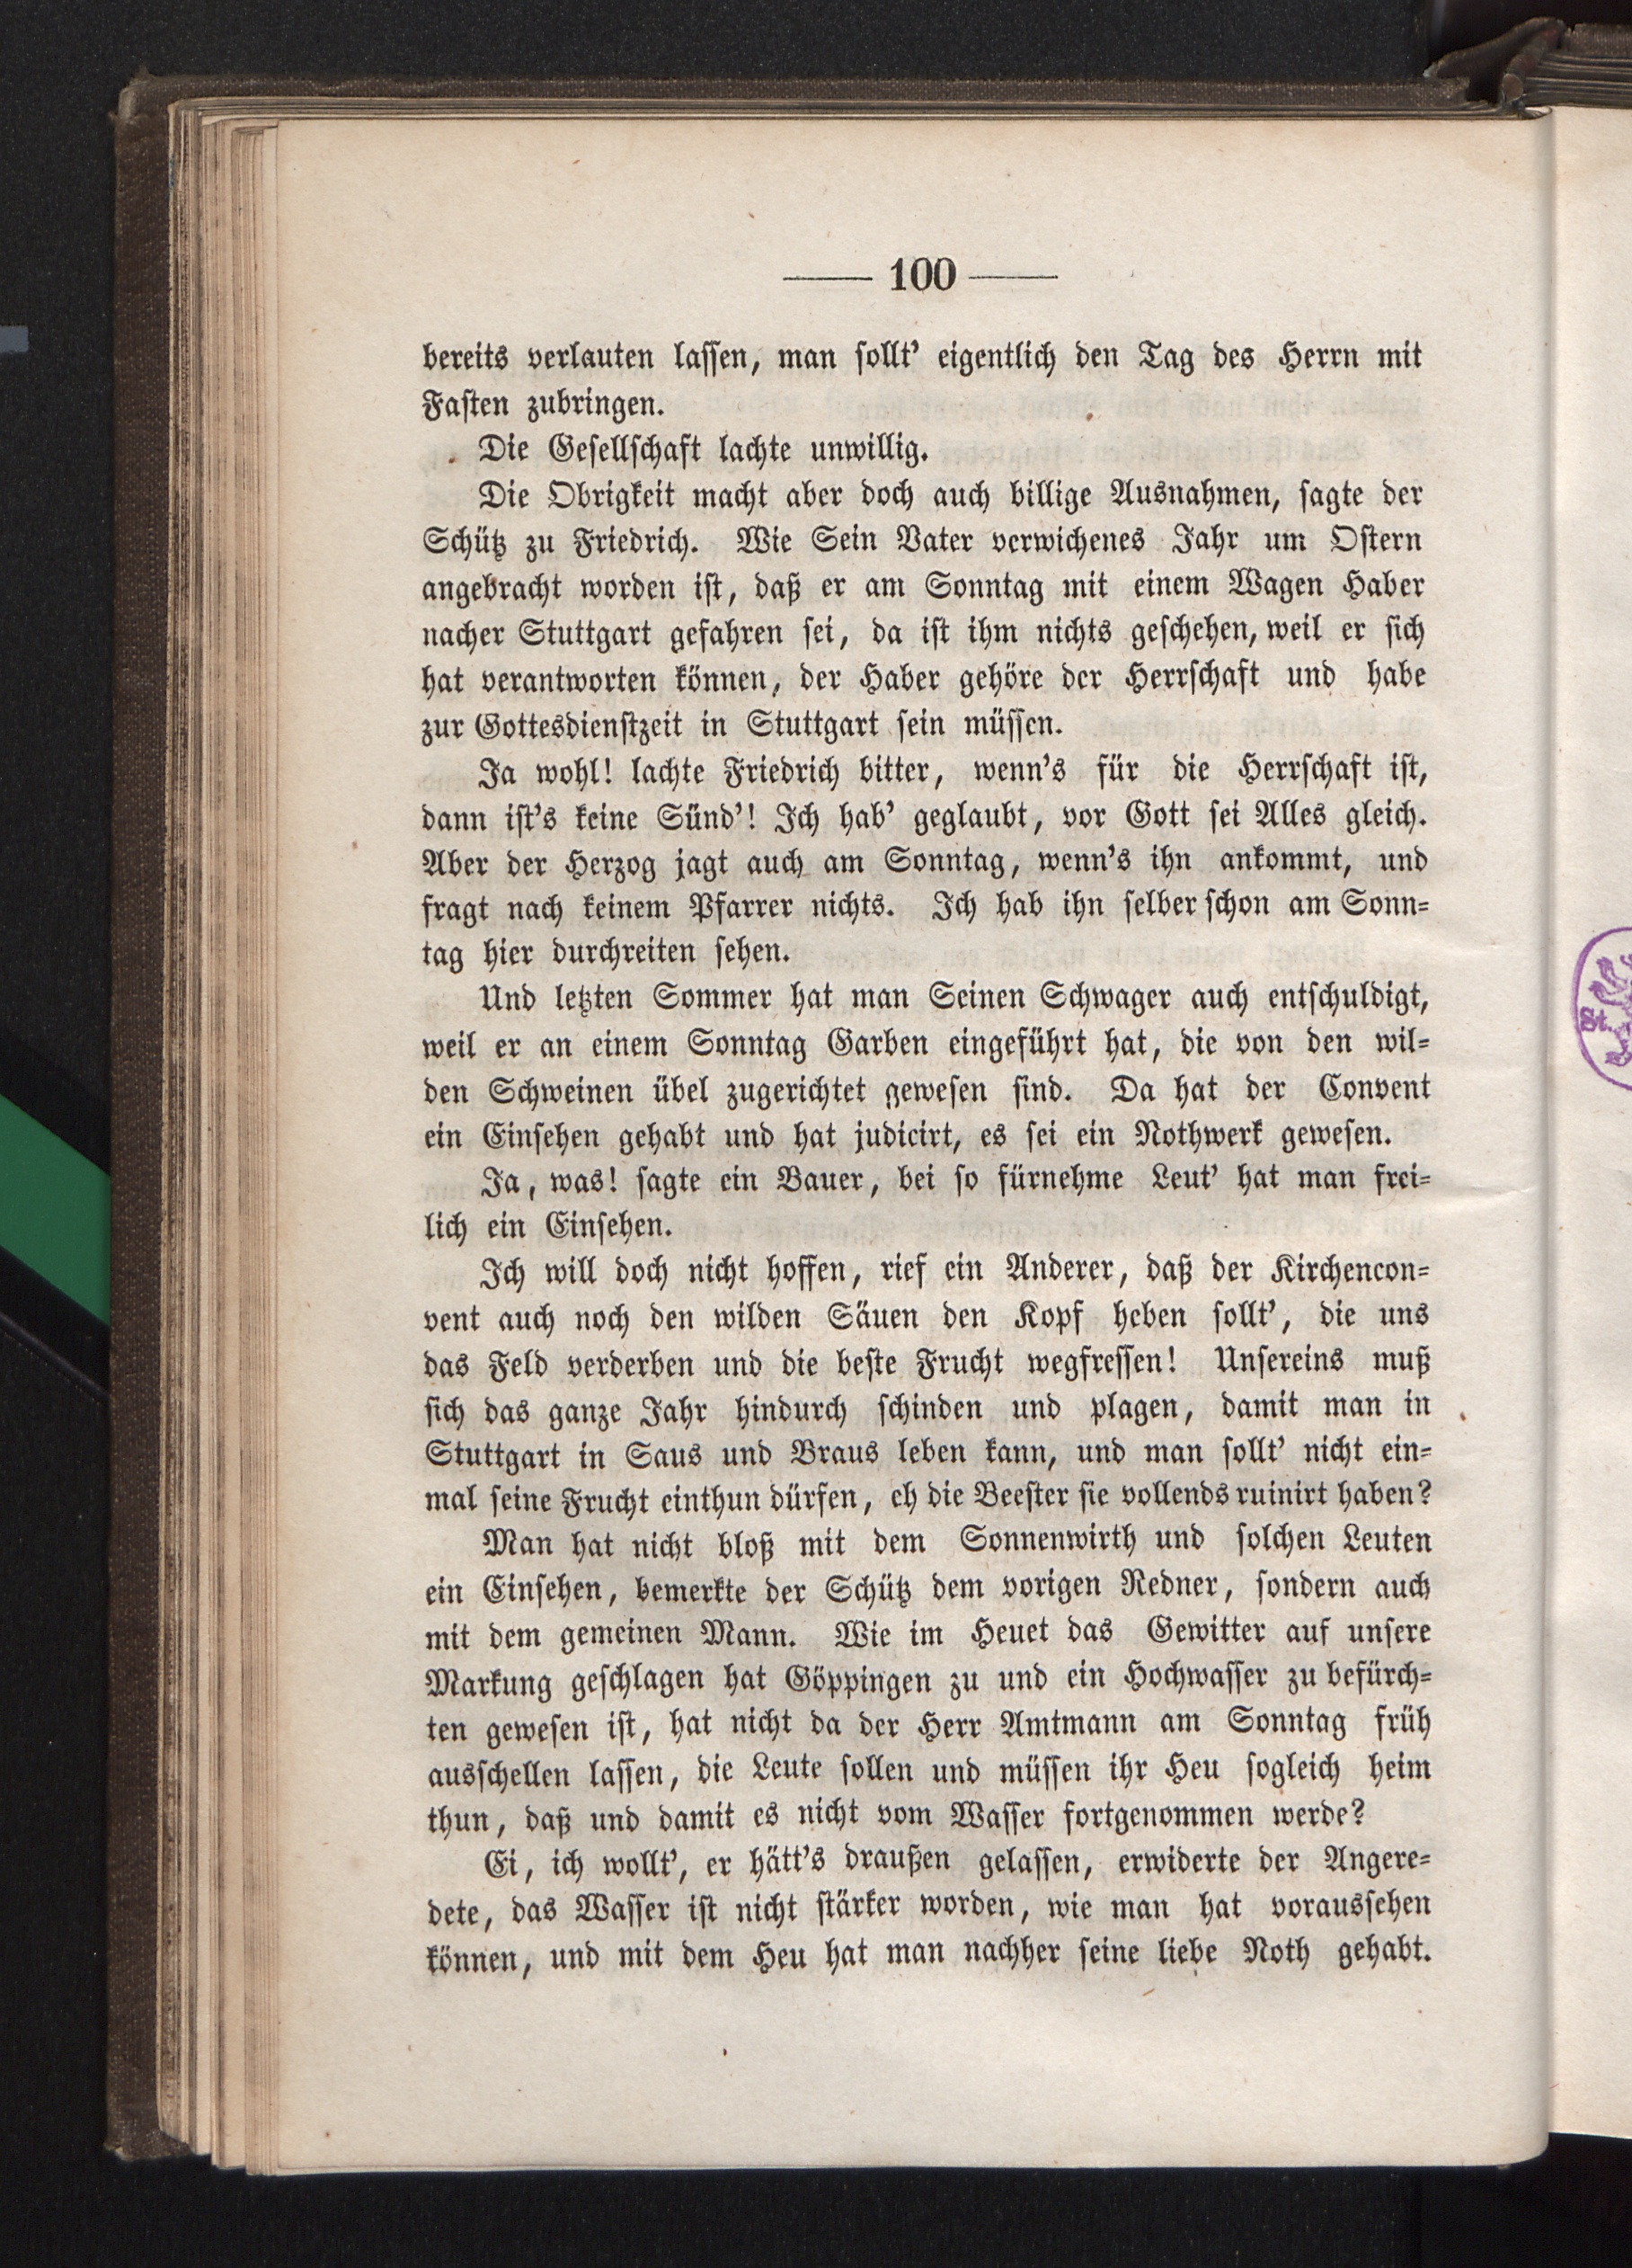 100
bereits verlauten lassen, man sollt' eigentlich den Tag des Herrn mit
Fasten zubringen.
Die Gesellschaft lachte unwillig.
Die Obrigkeit macht aber doch auch billige Ausnahmen, sagte der
Schütz zu Friedrich. Wie Sein Vater verwichenes Jahr um Ostern
angebracht worden ist, daß er am Sonntag mit einem Wagen Haber
nacher Stuttgart gefahren sei, da ist ihm nichts geschehen, weil er sich
hat verantworten können, der Haber gehöre der Herrschaft und habe
zur Gottesdienstzeit in Stuttgart sein müssen.
Ja wohl! lachte Friedrich bitter, wenn's für die Herrschaft ist,
dann ist's keine Sünd'! Ich hab' geglaubt, vor Gott sei Alles gleich.
Aber der Herzog jagt auch am Sonntag, wenn's ihn ankommt, und
fragt nach keinem Pfarrer nichts. Ich hab ihn selber schon am Sonn=
tag hier durchreiten sehen.
Und letzten Sommer hat man Seinen Schwager auch entschuldigt,
weil er an einem Sonntag Garben eingeführt hat, die von den wil=
den Schweinen übel zugerichtet gewesen sind. Da hat der Convent
ein Einsehen gehabt und hat judicirt, es sei ein Nothwerk gewesen.
Ja, was! sagte ein Bauer, bei so fürnehme Leut' hat man frei=
lich ein Einsehen.
Ich will doch nicht hoffen, rief ein Anderer, daß der Kirchencon=
vent auch noch den wilden Säuen den Kopf heben sollt', die uns
das Feld verderben und die beste Frucht wegfressen! Unsereins muß
sich das ganze Jahr hindurch schinden und plagen, damit man in
Stuttgart in Saus und Braus leben kann, und man sollt' nicht ein=
mal seine Frucht einthun dürfen, eh die Beester sie vollends ruinirt haben?
Man hat nicht bloß mit dem Sonnenwirth und solchen Leuten
ein Einsehen, bemerkte der Schütz dem vorigen Redner, sondern auch
mit dem gemeinen Mann. Wie im Heuet das Gewitter auf unsere
Markung geschlagen hat Göppingen zu und ein Hochwasser zu befürch=
ten gewesen ist, hat nicht da der Herr Amtmann am Sonntag früh
ausschellen lassen, die Leute sollen und müssen ihr Heu sogleich heim
thun, daß und damit es nicht vom Wasser fortgenommen werde?
Ei, ich wollt', er hätt's draußen gelassen, erwiderte der Angere=
dete, das Wasser ist nicht stärker worden, wie man hat voraussehen
können, und mit dem Heu hat man nachher seine liebe Noth gehabt.
St.